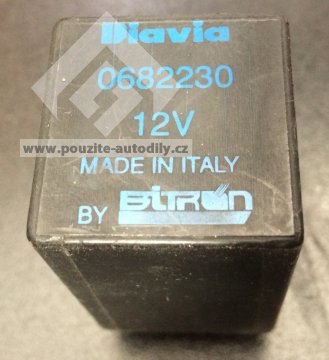 Diavia
0682230
12V
www.pouzite-autodily.cz
MADE IN ITALY
BY BITRON